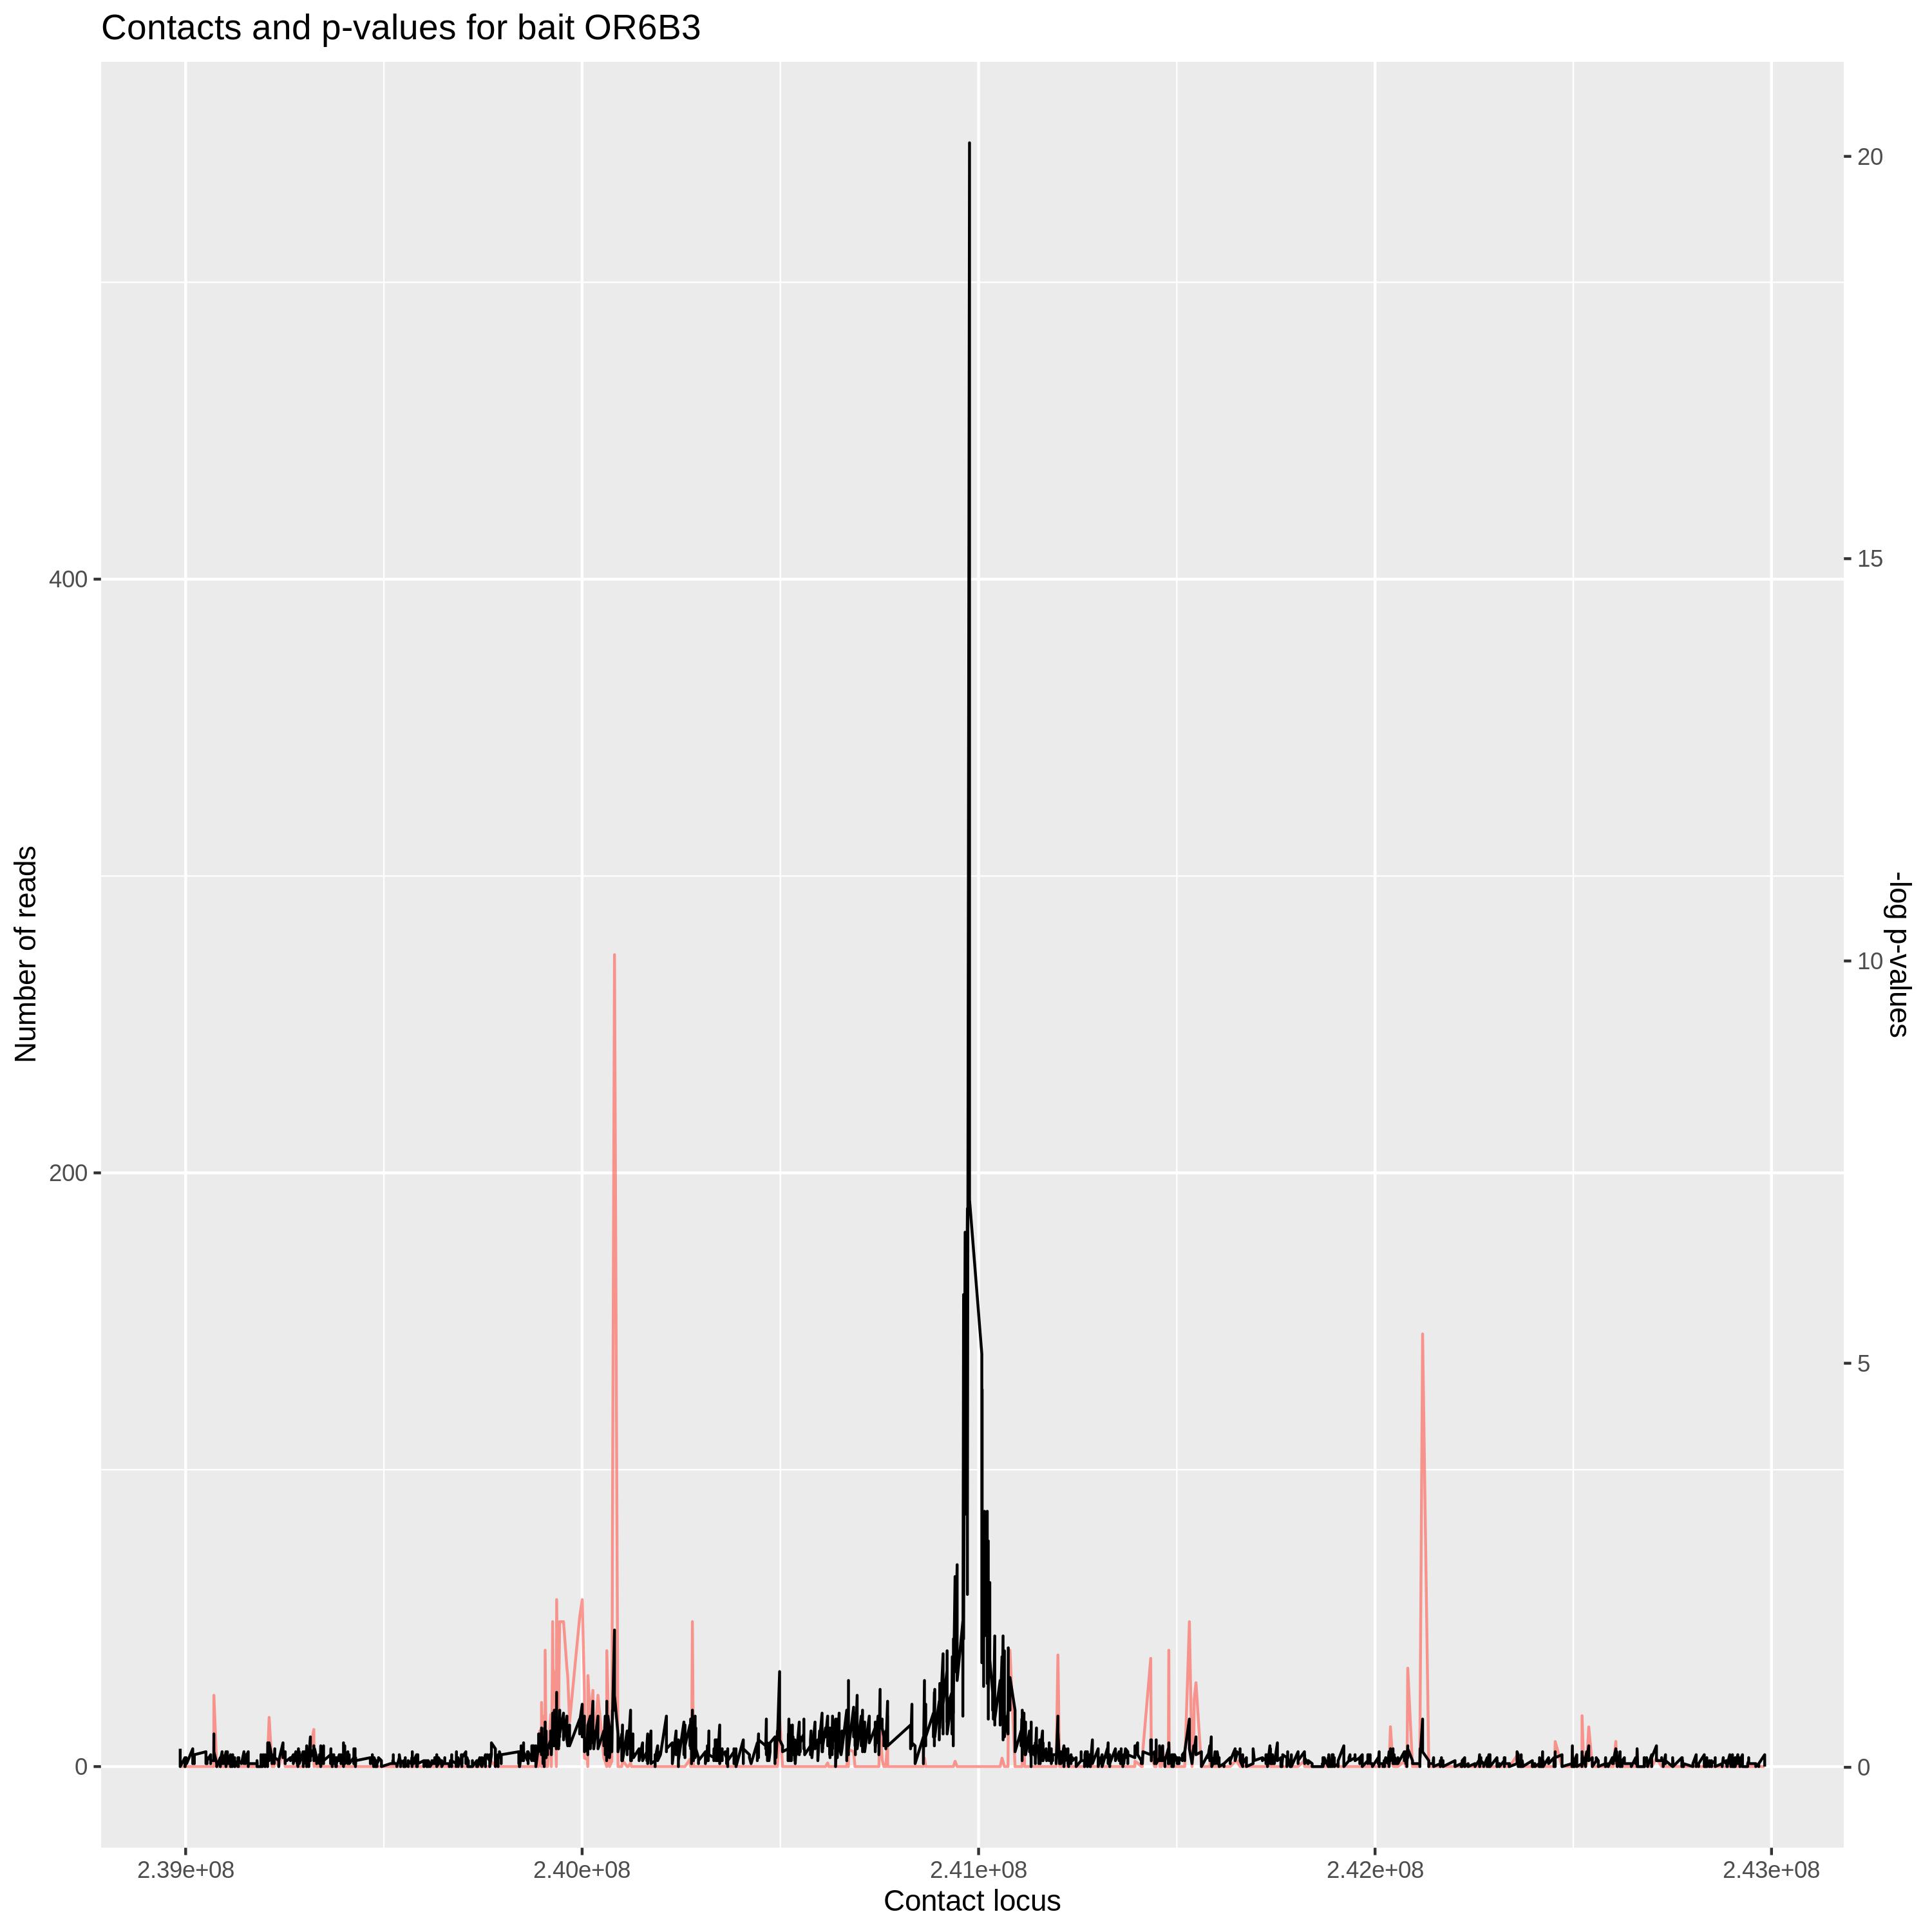 Contacts and p-values for bait OR6B3
Number of reads
400
200
0
20
15
10
5
0
-log p-values
2.39e+08 2.40e+08 2.41e+08 2.42e+08 2.43e+08
Contact locus